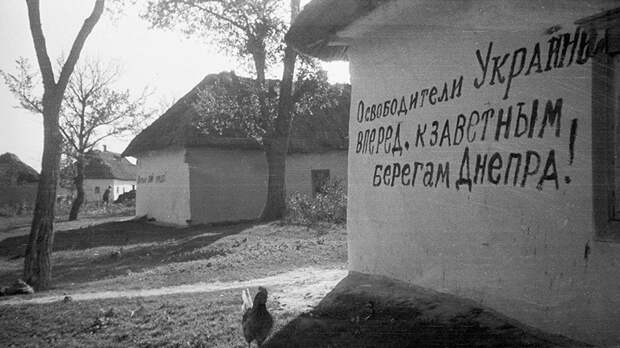 Освободители Украины
вперед, к заветным
берегам Днепра!